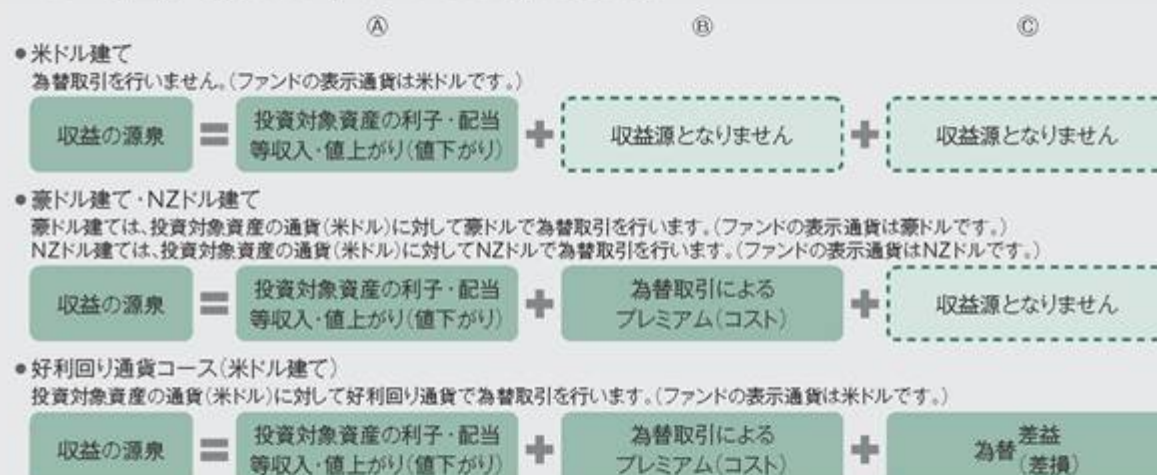 Ⓐ Ⓑ Ⓒ
●米ドル建て
為替取引を行いません。(ファンドの表示通貨は米ドルです。)
収益の源泉 = 投資対象資産の利子・配当 + 収益源となりません + 収益源となりません
等収入・値上がり(値下がり)
●豪ドル建て・NZドル建て
豪ドル建ては、投資対象資産の通貨(米ドル)に対して豪ドルで為替取引を行います。(ファンドの表示通貨は豪ドルです。)
NZドル建ては、投資対象資産の通貨(米ドル)に対してNZドルで為替取引を行います。(ファンドの表示通貨はNZドルです。)
収益の源泉 = 投資対象資産の利子・配当 + 為替取引による + 収益源となりません
等収入・値上がり(値下がり) プレミアム(コスト)
●好利回り通貨コース(米ドル建て)
投資対象資産の通貨(米ドル)に対して好利回り通貨で為替取引を行います。(ファンドの表示通貨は米ドルです。)
収益の源泉 = 投資対象資産の利子・配当 + 為替取引による + 為替 差益
等収入・値上がり(値下がり) プレミアム(コスト) (差損)